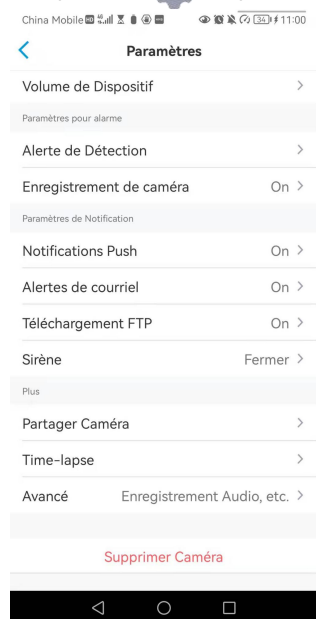 China Mobile HD 34 11:00
Paramètres
Volume de Dispositif
Paramètres pour alarme
Alerte de Détection
Enregistrement de caméra On
Paramètres de Notification
Notifications Push On
Alertes de courriel On
Téléchargement FTP On
Sirène Fermer
Plus
Partager Caméra
Time-lapse
Avancé Enregistrement Audio, etc.
Supprimer Caméra